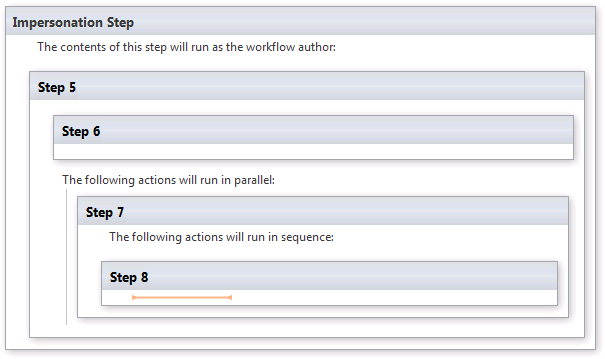 Impersonation Step
The contents of this step will run as the workflow author:
Step 5
Step 6
The following actions will run in parallel:
Step 7
The following actions will run in sequence:
Step 8